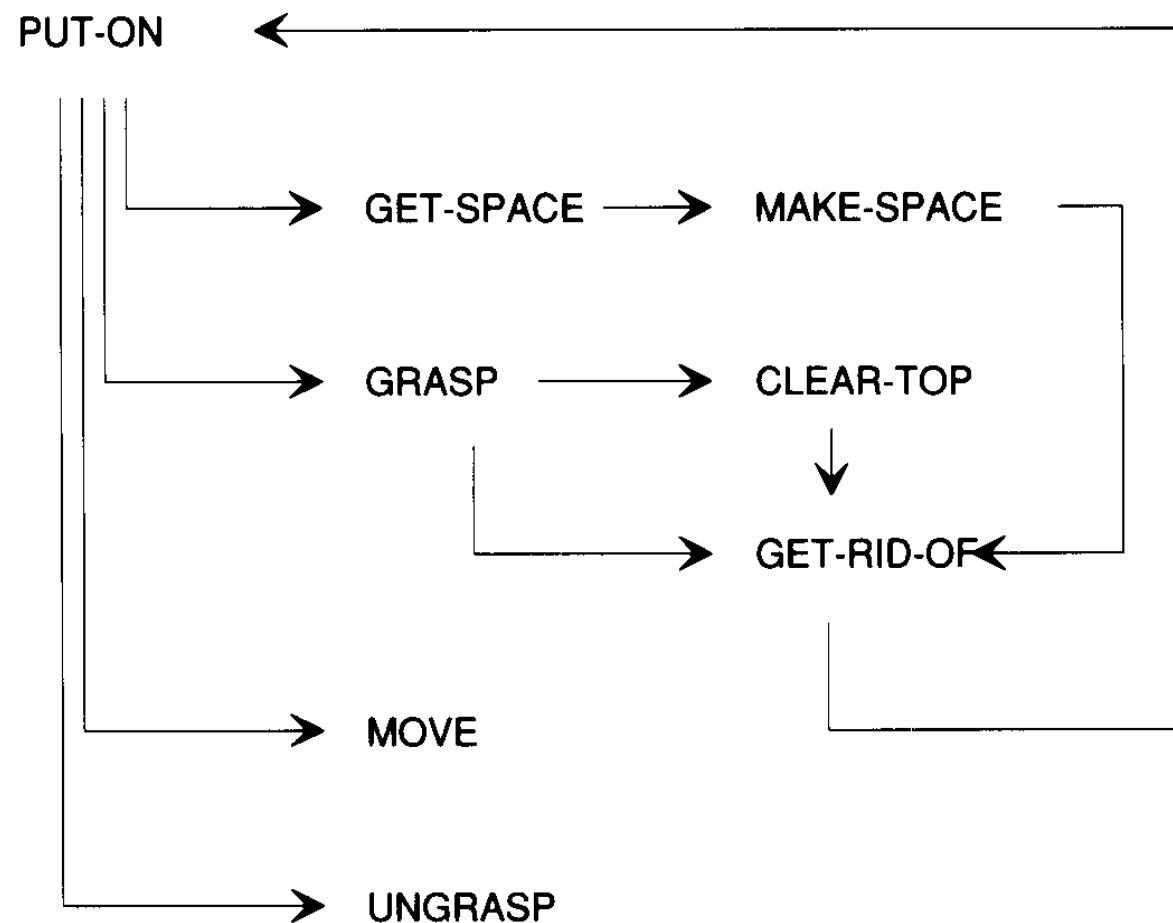 PUT-ON
GET-SPACE
MAKE-SPACE
GRASP
CLEAR-TOP
GET-RID-OF
MOVE
UNGRASP